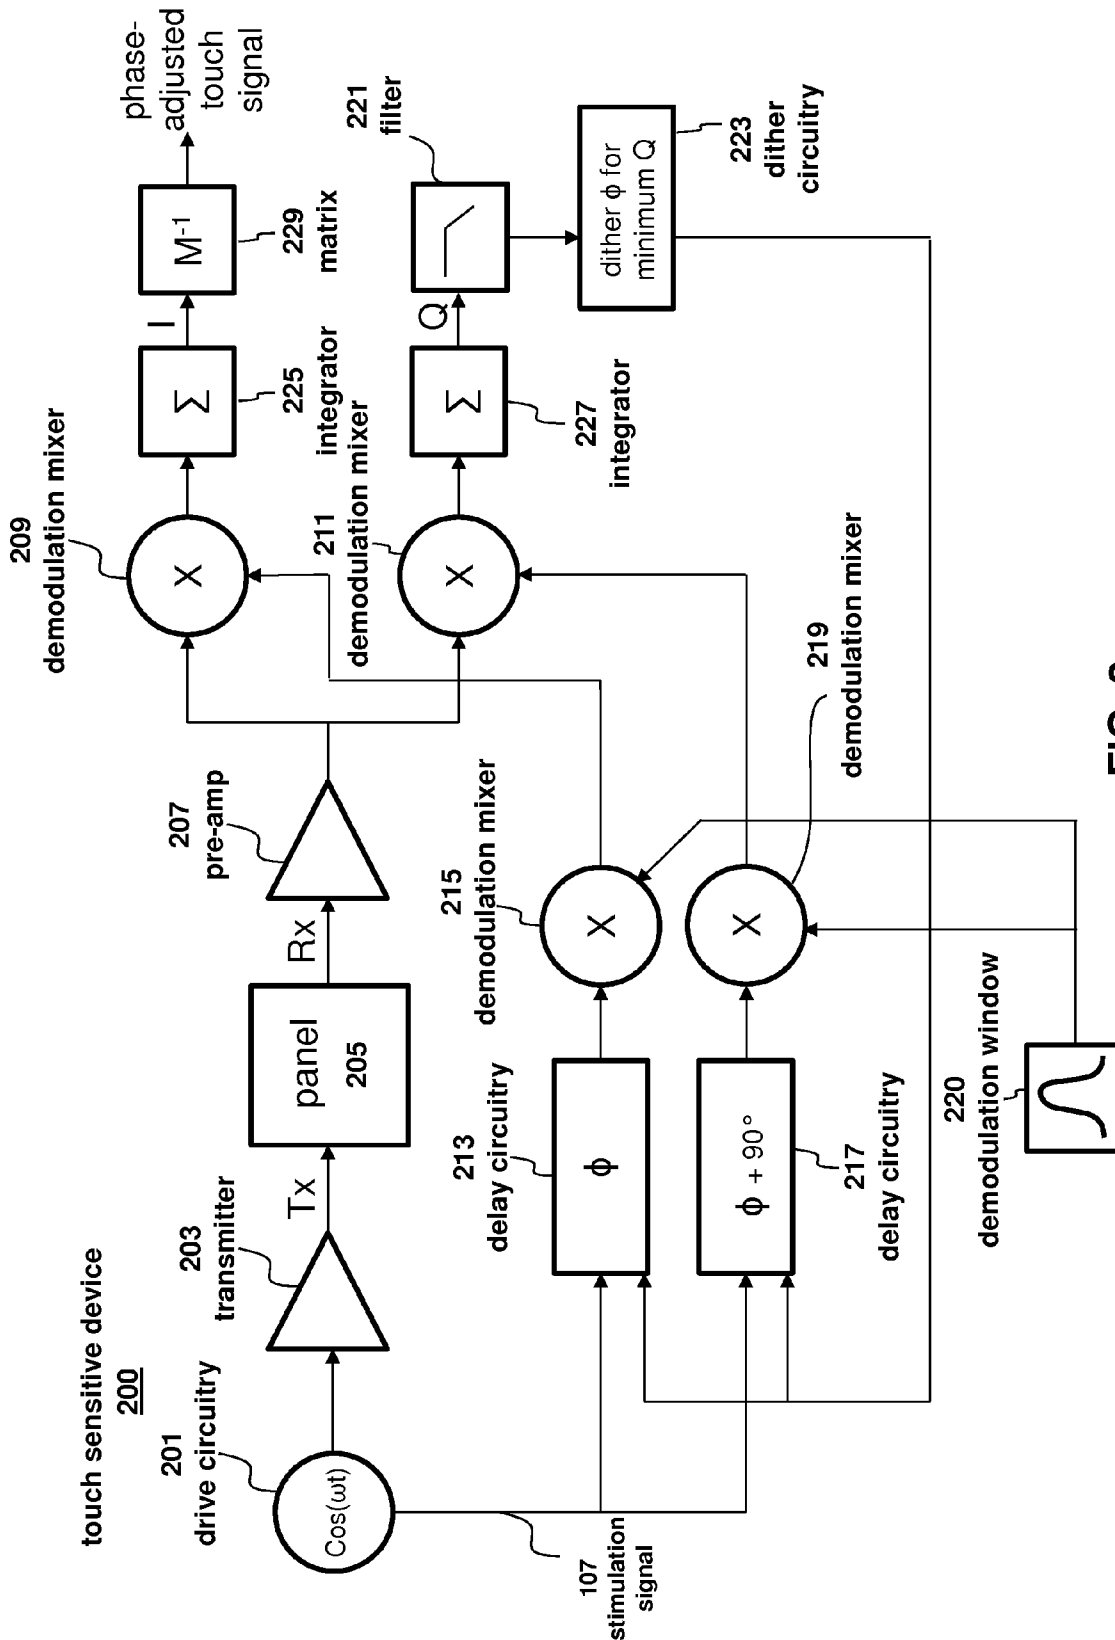 touch sensitive device
200
201
drive circuitry
Cos(ωt)
107
stimulation
signal
203
transmitter
Tx
panel
205
Rx
207
pre-amp
209
demodulation mixer
X
211
demodulation mixer
X
Σ
225
integrator
I
M-1
229
matrix
phase-
adjusted
touch
signal
Σ
227
integrator
Q
221
filter
dither ϕ for
minimum Q
223
dither
circuitry
213
delay circuitry
ϕ
ϕ + 90°
217
delay circuitry
215
demodulation mixer
X
X
219
demodulation mixer
220
demodulation window
FIG.